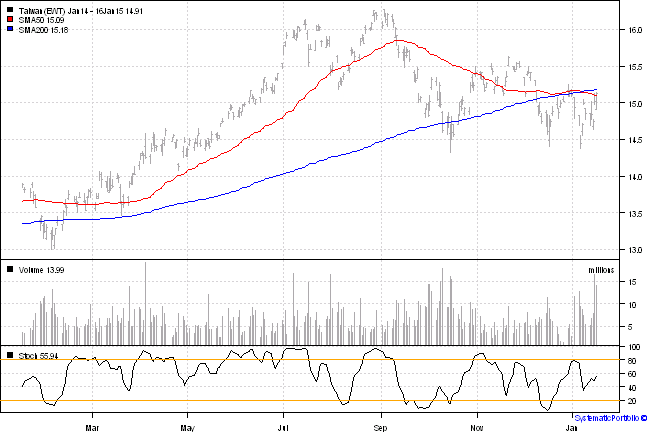 Taiwan (EWT) Jan14 - 16Jan15 14.91
SMA50 15.09
SMA200 15.18
16.0
15.5
15.0
14.5
14.0
13.5
13.0
Volume 13.99
millions
15
10
5
Stoch 55.94
100
80
60
40
20
Mar May Jul Sep Nov Jan
SystematicPortfolio ©